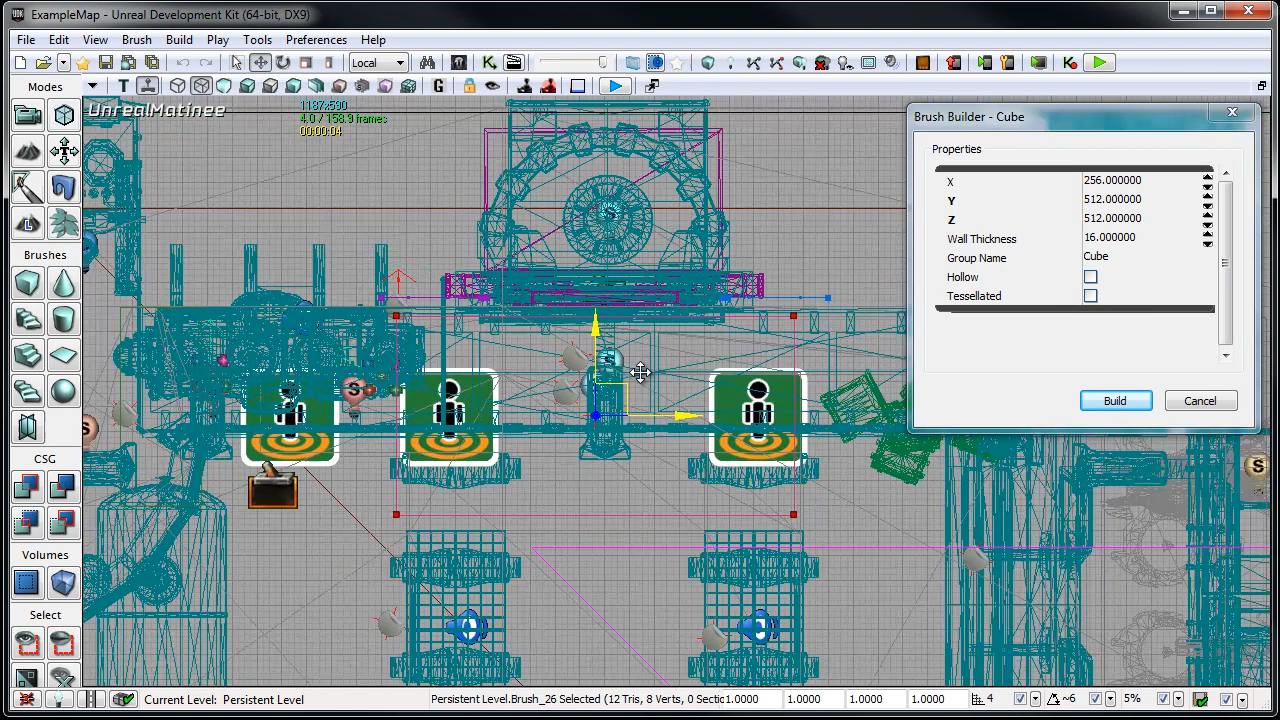 ExampleMap - Unreal Development Kit (64-bit, DX9)
File Edit View Brush Build Play Tools Preferences Help
Local
Modes
T
G
UnrealMatinee
1187x590
4.0 / 158.9 frames
00:00:04
Brushes
CSG
Volumes
Select
Brush Builder - Cube
Properties
X 256.000000
Y 512.000000
Z 512.000000
Wall Thickness 16.000000
Group Name Cube
Hollow
Tessellated
Build Cancel
S
S
S
S
Current Level: Persistent Level Persistent Level.Brush_26 Selected (12 Tris, 8 Verts, 0 Sectio 1.0000 1.0000 1.0000 1.0000 4 ~6 5%